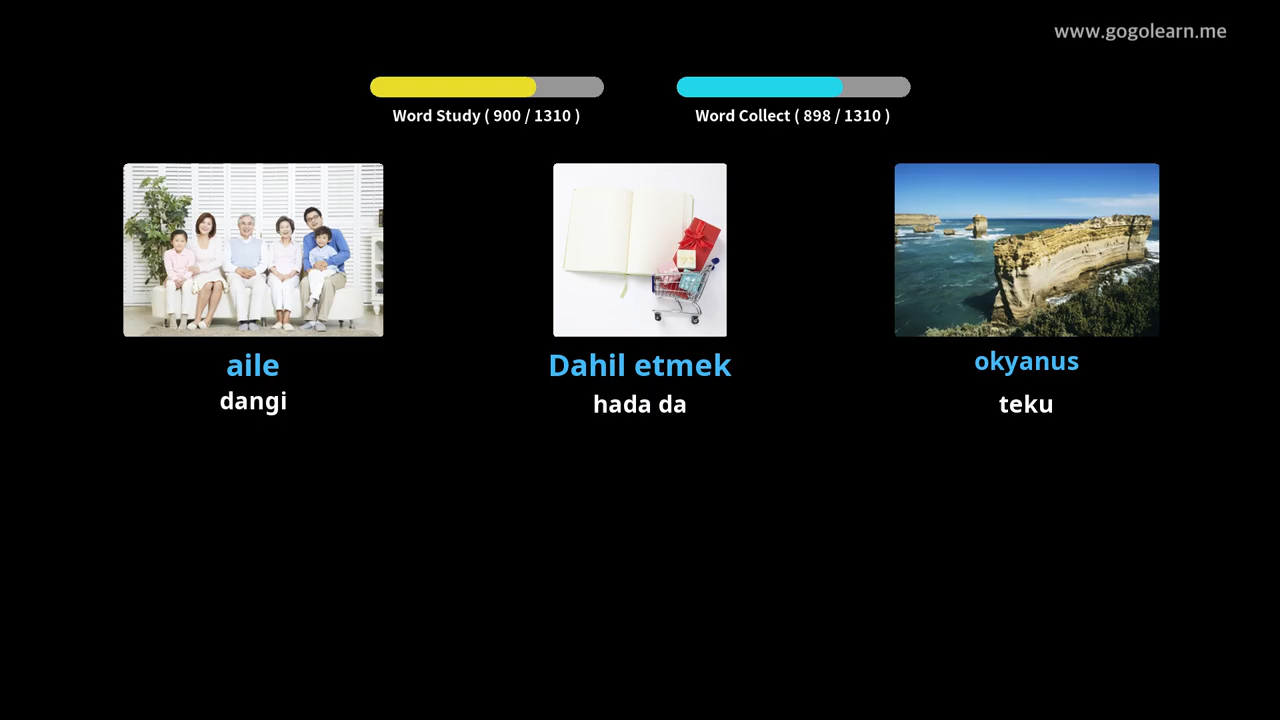 www.gogolearn.me
Word Study ( 900 / 1310 )
Word Collect ( 898 / 1310 )
aile
dangi
Dahil etmek
hada da
okyanus
teku